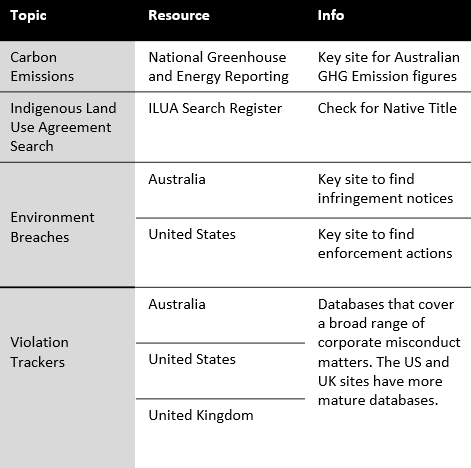 Topic Resource Info
Carbon Emissions
National Greenhouse and Energy Reporting
Key site for Australian GHG Emission figures
Indigenous Land Use Agreement Search
ILUA Search Register
Check for Native Title
Environment Breaches
Australia
Key site to find infringement notices
United States
Key site to find enforcement actions
Violation Trackers
Australia
United States
United Kingdom
Databases that cover a broad range of corporate misconduct matters. The US and UK sites have more mature databases.